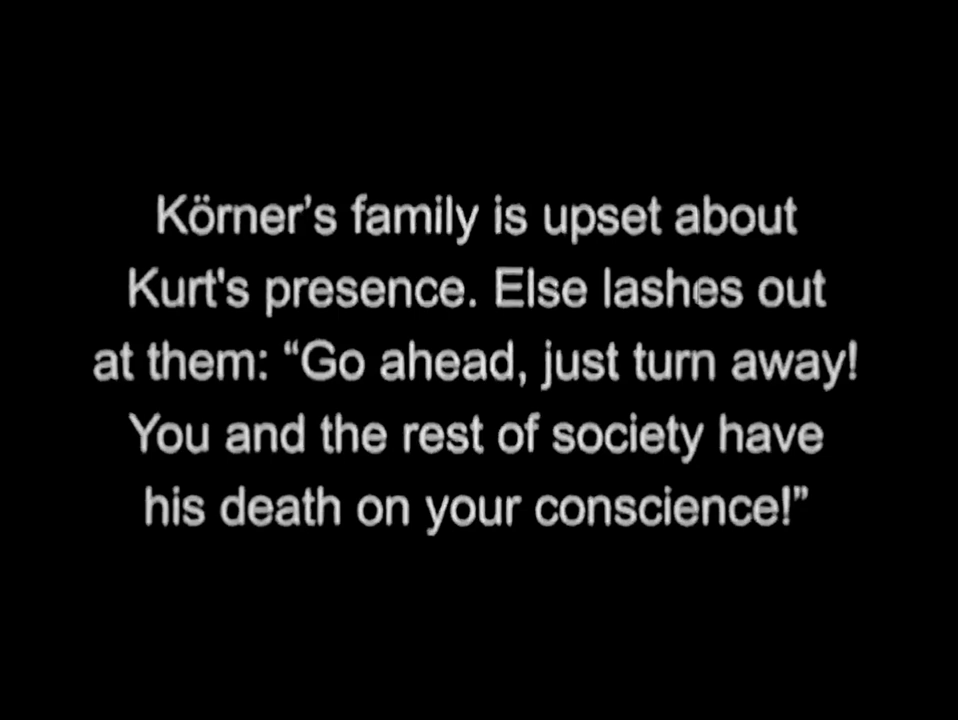 Körner’s family is upset about
Kurt's presence. Else lashes out
at them: “Go ahead, just turn away!
You and the rest of society have
his death on your conscience!”